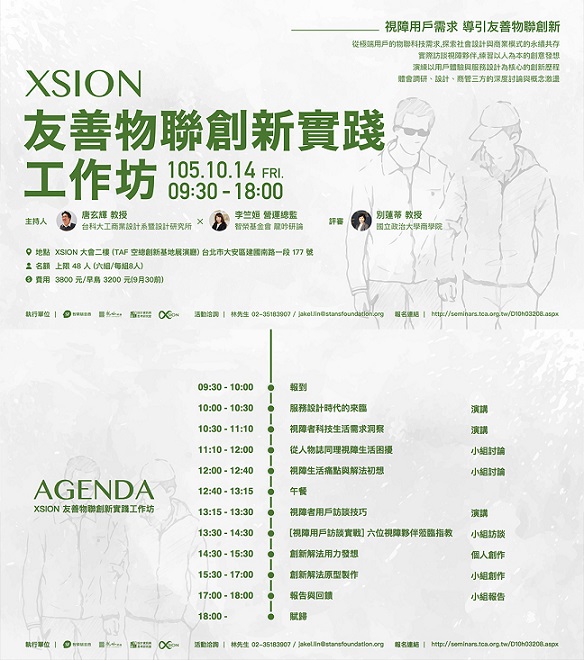 視障用戶需求 導引友善物聯創新
從極端用戶的物聯科技需求,探索社會設計與商業模式的永續共存
實際訪談視障夥伴,練習以人為本的創意發想
演練以用戶體驗與服務設計為核心的創新歷程
體會調研、設計、商管三方的深度討論與概念激盪
XSION
友善物聯創新實踐
工作坊 105.10.14 FRI.
09:30 - 18:00
主持人 唐玄輝 教授
台科大工商業設計系暨設計研究所
×
李竺姮 營運總監
智榮基金會 龍吟研論
評審 別蓮蒂 教授
國立政治大學商學院
地點 XSION 大會二樓 (TAF 空總創新基地展演廳) 台北市大安區建國南路一段 177 號
名額 上限 48 人 (六組/每組8人)
費用 3800 元/早鳥 3200 元(9月30前)
執行單位 | XSION 活動洽詢 | 林先生 02-35183907 / jakel.lin@stansfoundation.org 報名連結 | http://seminars.tca.org.tw/D10h03208.aspx
AGENDA
XSION 友善物聯創新實踐工作坊
09:30 - 10:00 報到
10:00 - 10:30 服務設計時代的來臨 演講
10:30 - 11:10 視障者科技生活需求洞察 演講
11:10 - 12:00 從人物誌同理視障生活困擾 小組討論
12:00 - 12:40 視障生活痛點與解法初想 小組討論
12:40 - 13:15 午餐
13:15 - 13:30 視障者用戶訪談技巧 演講
13:30 - 14:30 [視障用戶訪談實戰] 六位視障夥伴蒞臨指教 小組訪談
14:30 - 15:30 創新解法用力發想 個人創作
15:30 - 17:00 創新解法原型製作 小組創作
17:00 - 18:00 報告與回饋 小組報告
18:00 - 賦歸
執行單位 | XSION 活動洽詢 | 林先生 02-35183907 / jakel.lin@stansfoundation.org 報名連結 | http://seminars.tca.org.tw/D10h03208.aspx